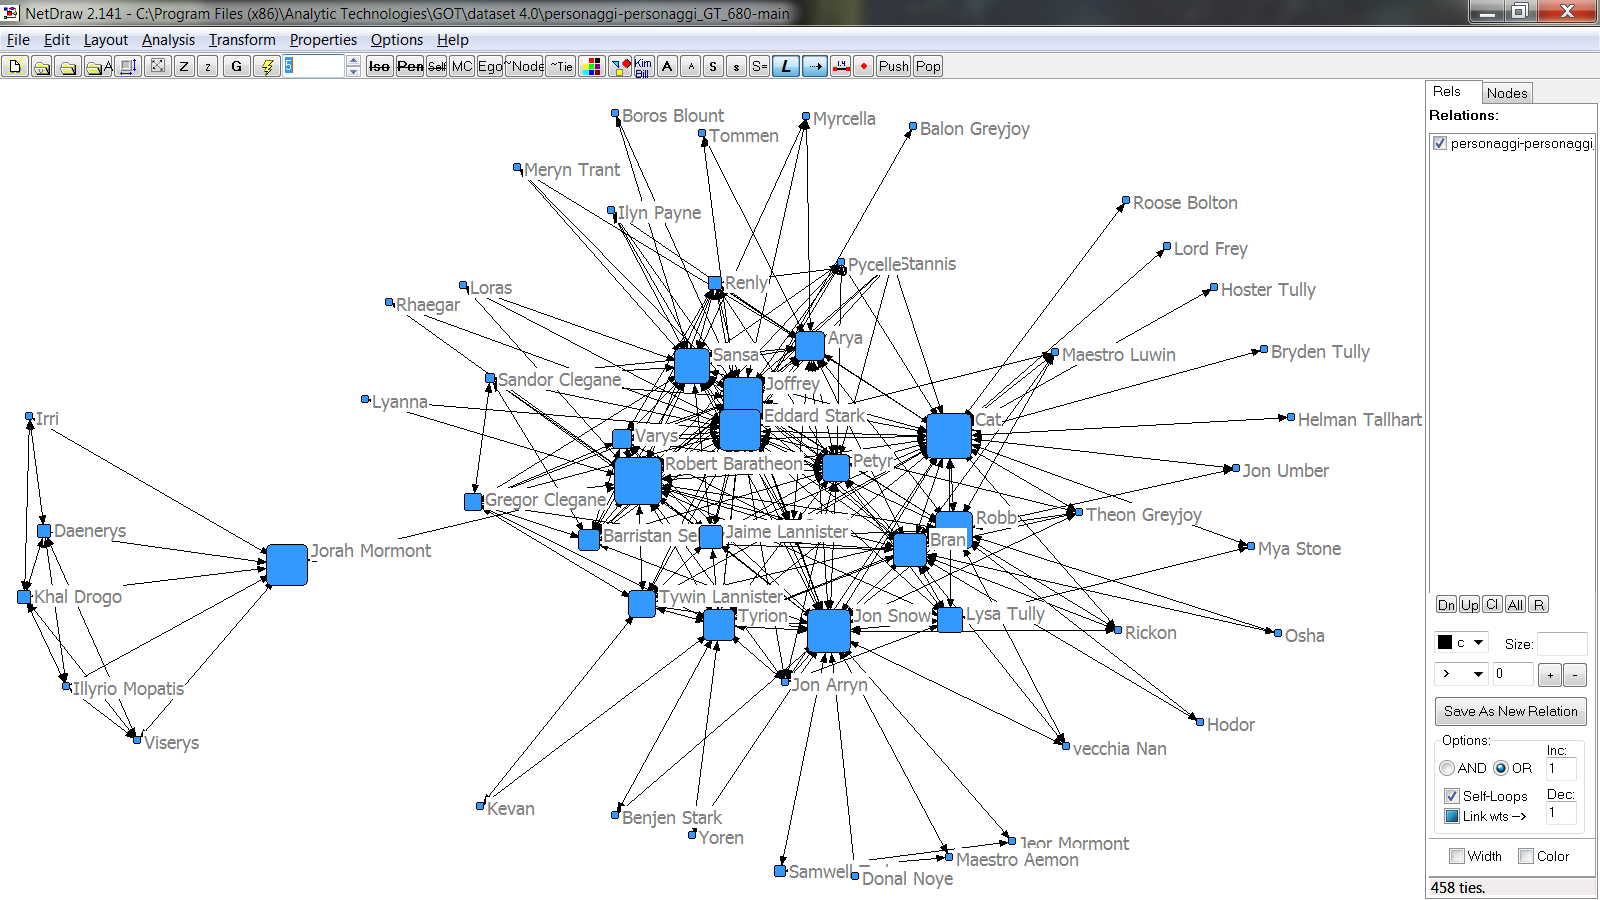 NetDraw 2.141 - C:\Program Files (x86)\Analytic Technologies\GOT\dataset 4.0\personaggi-personaggi_GT_680-main
File Edit Layout Analysis Transform Properties Options Help
A Z z G 5 Iso Pen Self MC Ego ~Node ~Tie Kim Bill A A S s S= L Push Pop
Rels Nodes
Relations:
personaggi-personaggi
Boros Blount
Tommen
Myrcella
Balon Greyjoy
Meryn Trant
Ilyn Payne
Roose Bolton
Lord Frey
Pycelle Stannis
Renly
Loras
Hoster Tully
Rhaegar
Arya
Sansa
Maestro Luwin
Bryden Tully
Sandor Clegane
Joffrey
Lyanna
Eddard Stark
Cat
Helman Tallhart
Irri
Varys
Robert Baratheon
Petyr
Jon Umber
Gregor Clegane
Robb
Theon Greyjoy
Daenerys
Barristan Se
Jaime Lannister
Bran
Mya Stone
Jorah Mormont
Khal Drogo
Tywin Lannister
Tyrion
Jon Snow
Lysa Tully
Rickon
Osha
Illyrio Mopatis
Jon Arryn
Viserys
Hodor
vecchia Nan
Kevan
Benjen Stark
Yoren
Jeor Mormont
Maestro Aemon
Samwell
Donal Noye
Dn Up Cl All R
c Size:
> 0 + -
Save As New Relation
Options:
Inc:
AND OR 1
Self-Loops Dec:
Link wts --> 1
Width Color
458 ties.